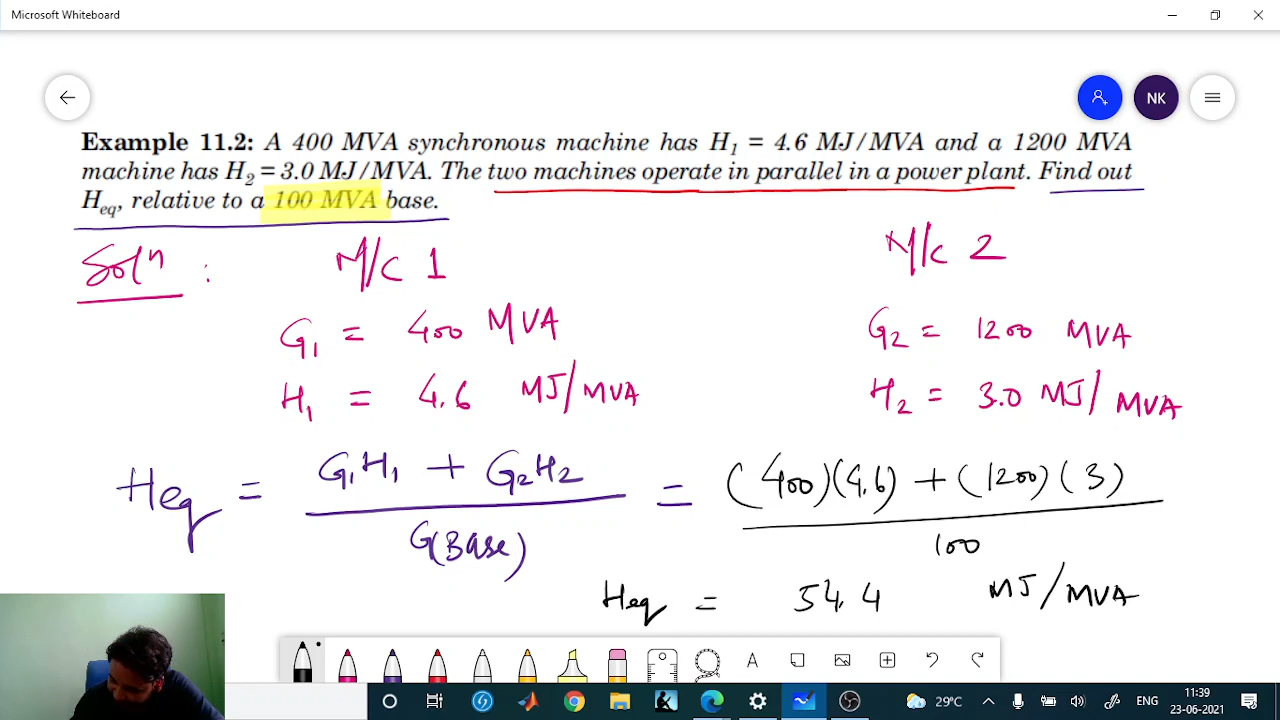 Microsoft Whiteboard
NK
Example 11.2: A 400 MVA synchronous machine has H1 = 4.6 MJ/MVA and a 1200 MVA
machine has H2 = 3.0 MJ/MVA. The two machines operate in parallel in a power plant. Find out
Heq, relative to a 100 MVA base.
Soln : M/C 1 M/C 2
G1 = 400 MVA G2 = 1200 MVA
H1 = 4.6 MJ/MVA H2 = 3.0 MJ/MVA
Heq = G1H1 + G2H2 / G(Base) = (400)(4.6) + (1200)(3) / 100
Heq = 54.4 MJ/MVA
A
29°C ENG 11:39
23-06-2021